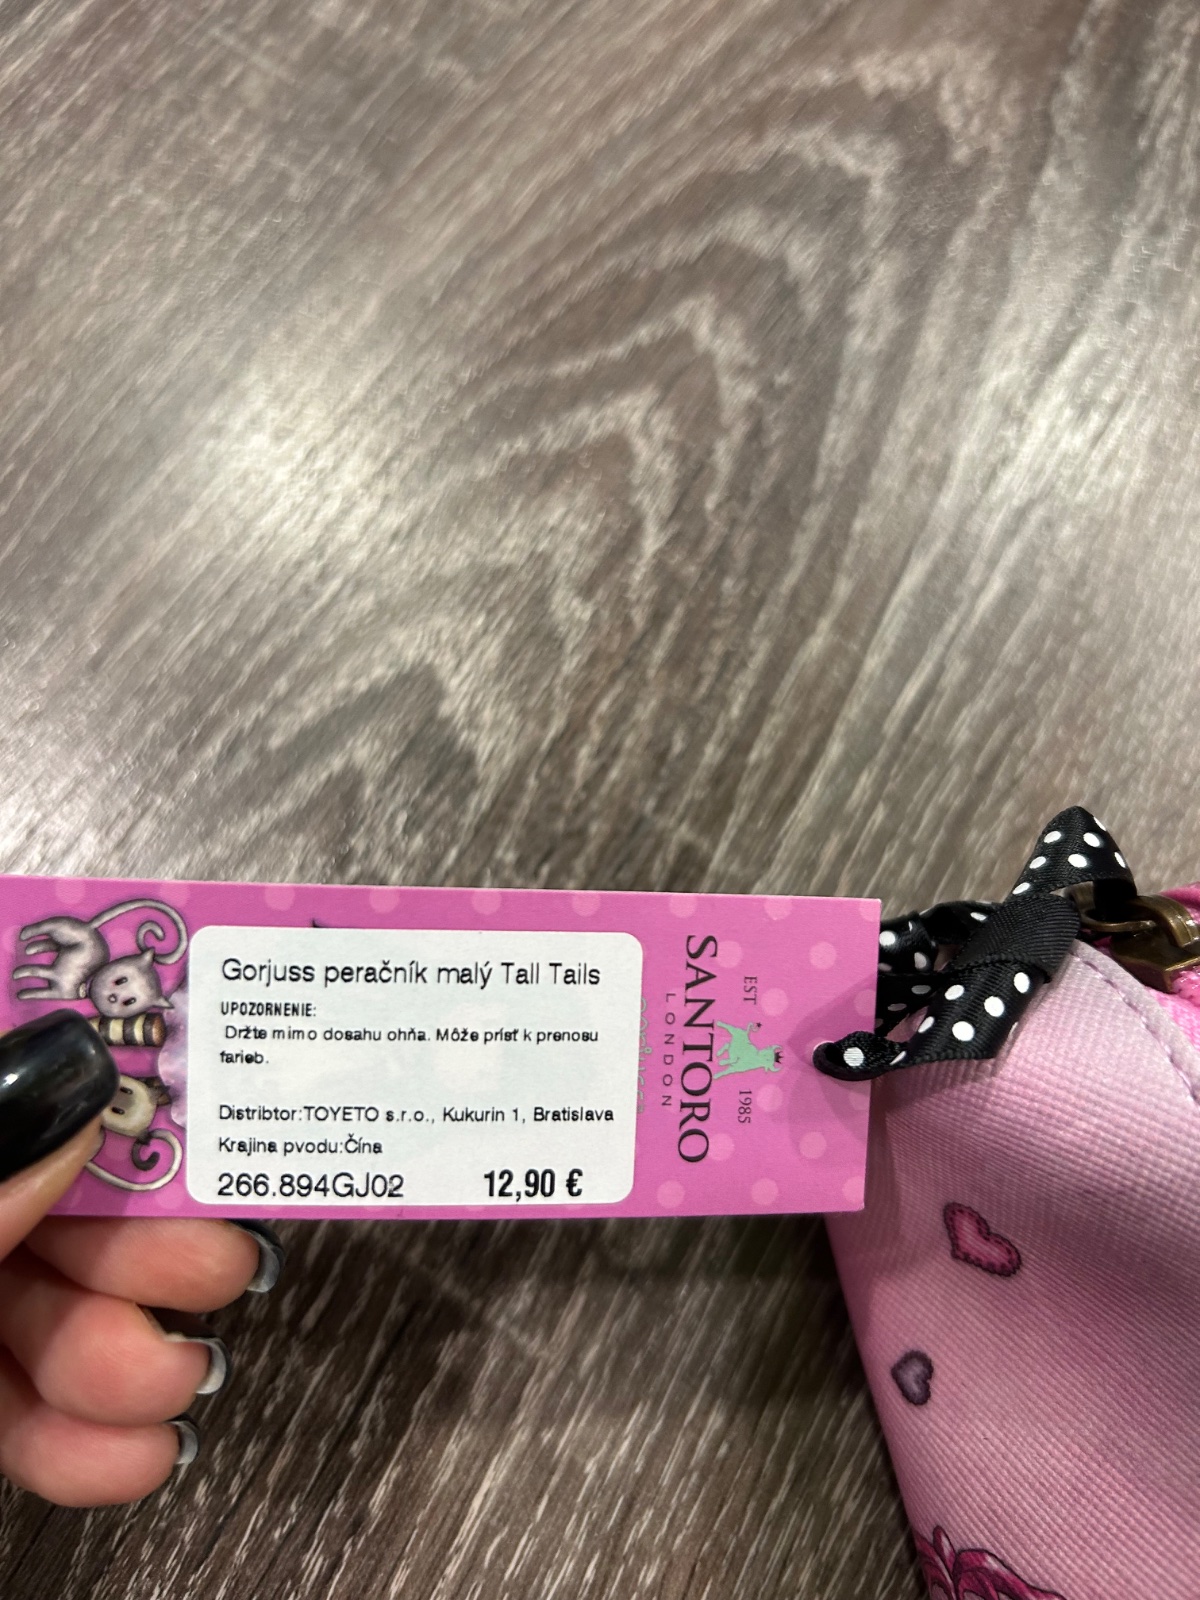 Gorjuss peračník malý Tall Tails
UPOZORNENIE:
Držte mimo dosahu ohňa. Môže prísť k prenosu
farieb.
Distribtor:TOYETO s.r.o., Kukurin 1, Bratislava
Krajina pvodu:Čína
266.894GJ02 12,90 €
SANTORO
LONDON
EST 1985